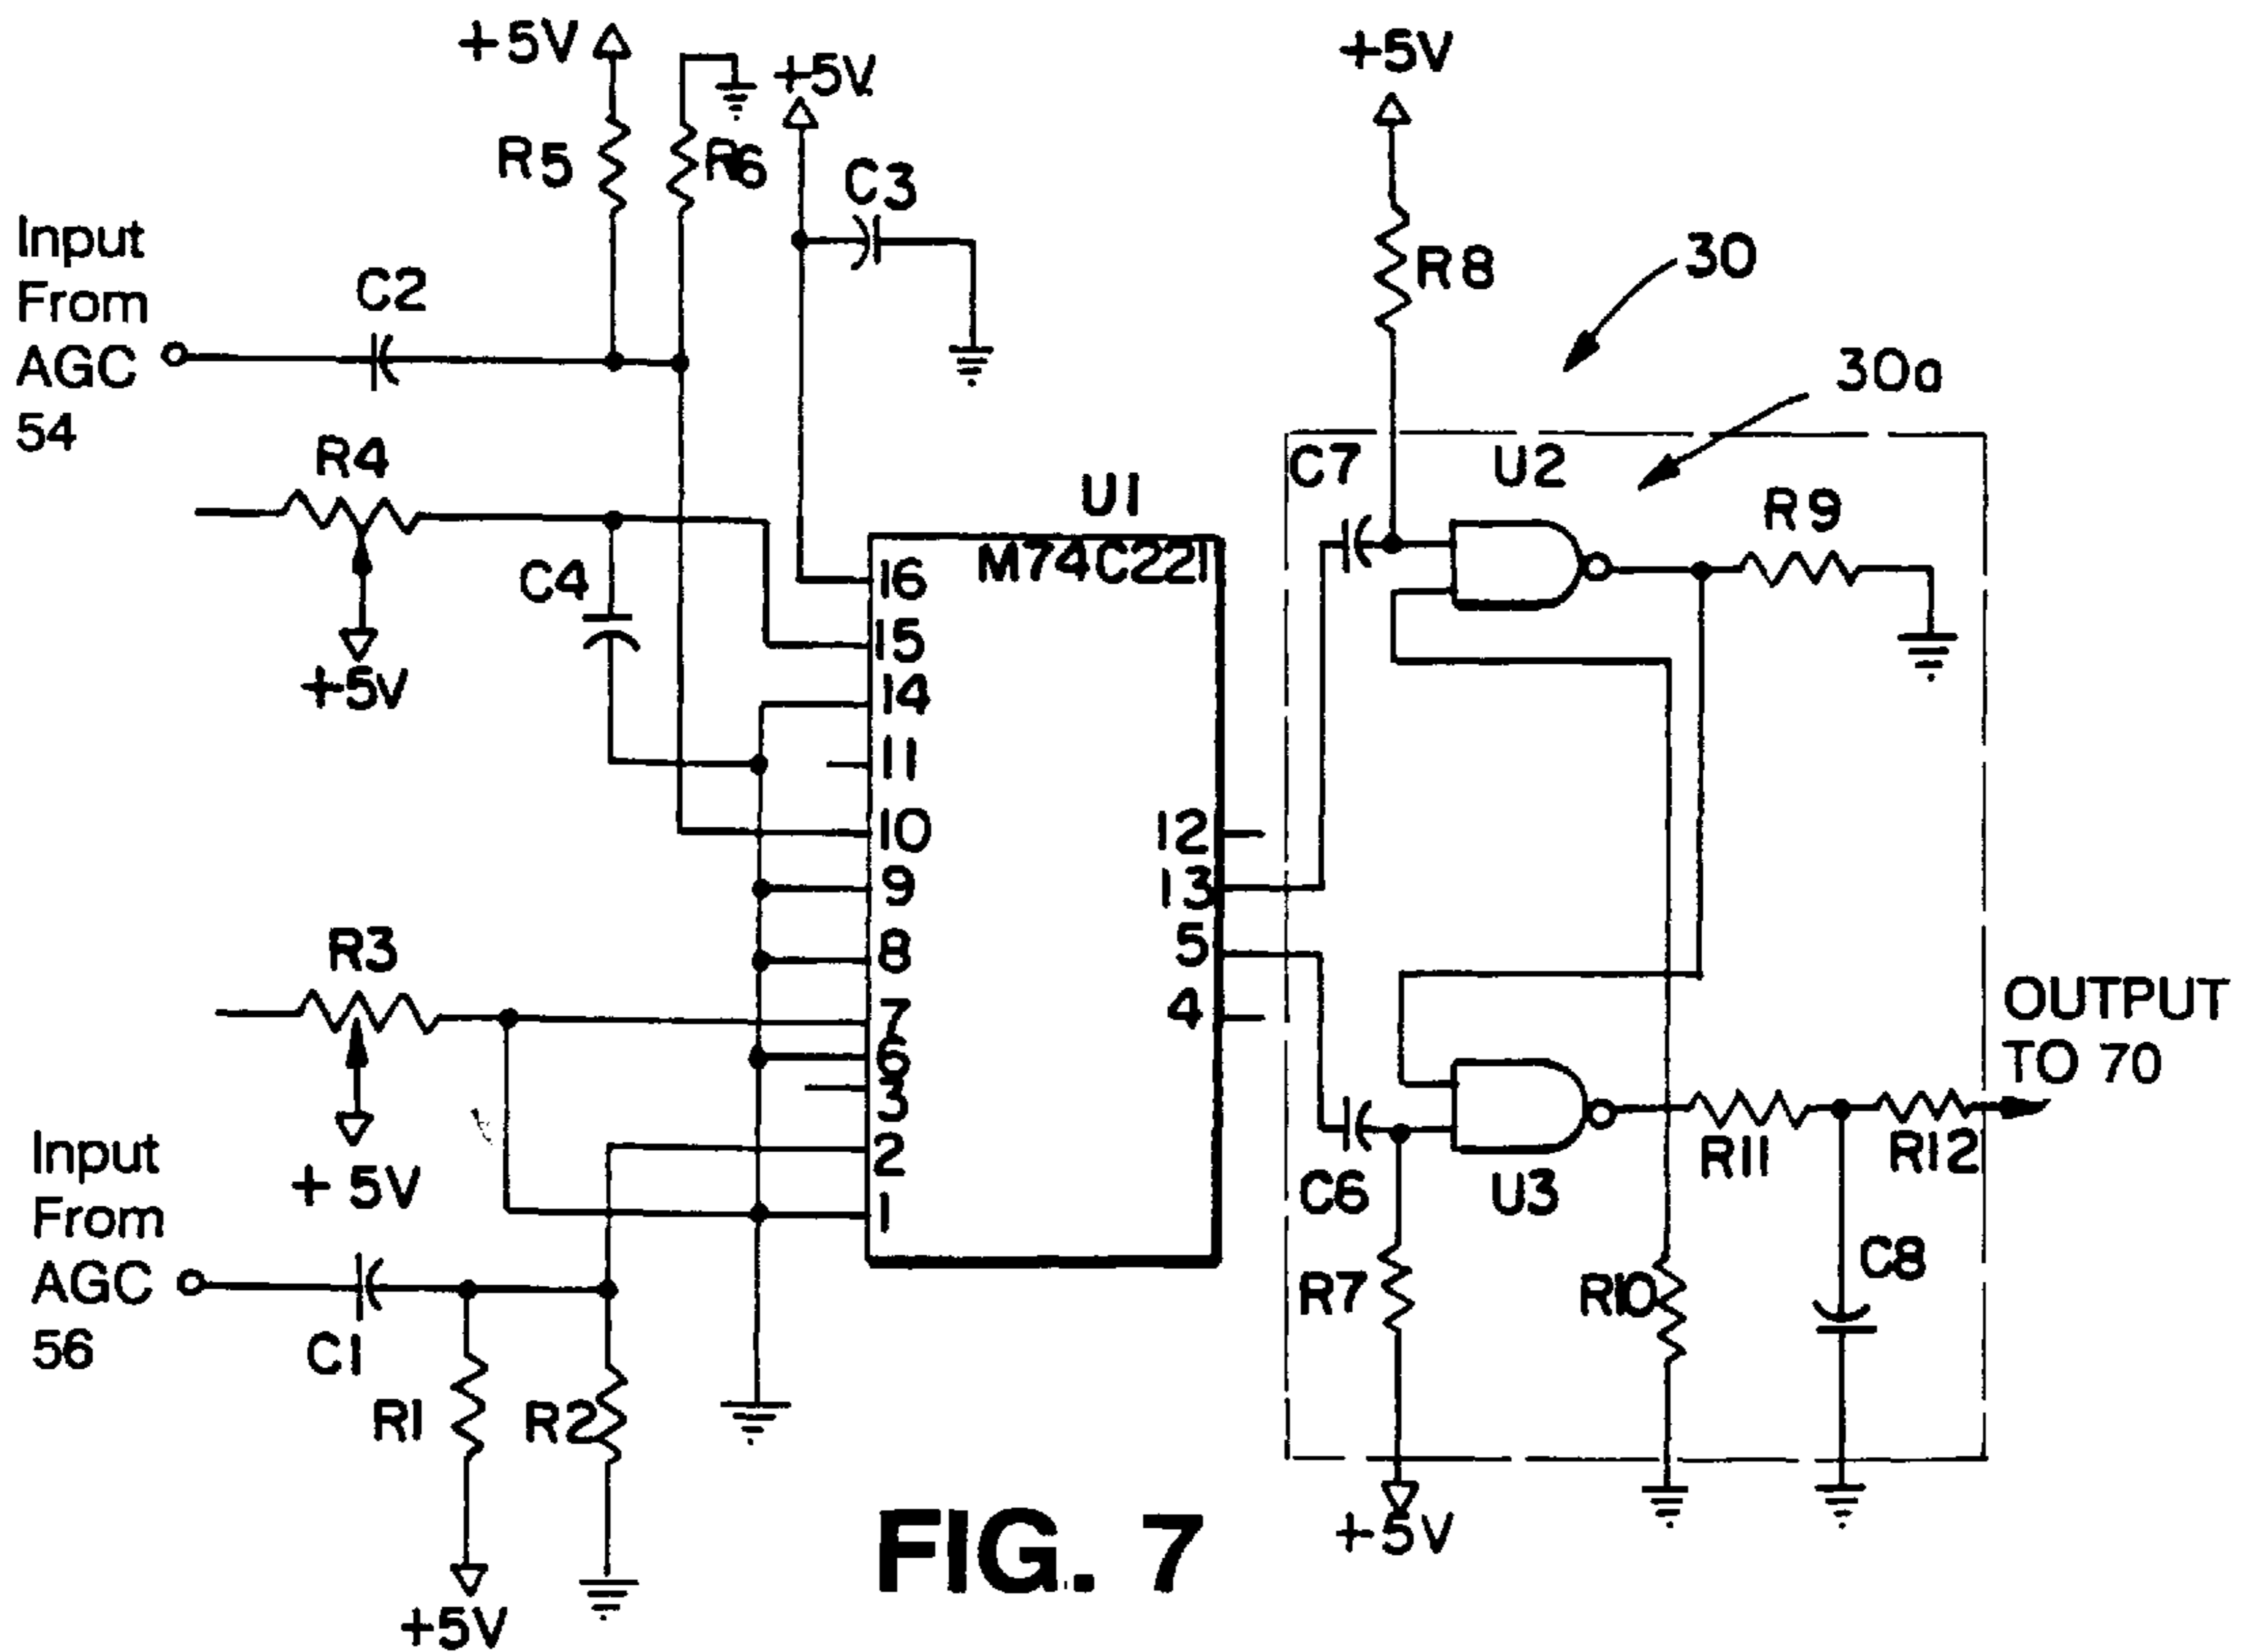 +5V
R5
R6
+5V
C3
Input
From
AGC
54
C2
R4
+5V
C4
U1
M74C221
16
15
14
11
10
9
8
7
6
3
2
1
12
13
5
4
R3
+ 5V
Input
From
AGC
56
C1
R1
R2
+5V
+5V
R8
30
30a
C7
U2
R9
C6
U3
R7
+5V
R10
R11
R12
C8
OUTPUT
TO 70
FIG. 7